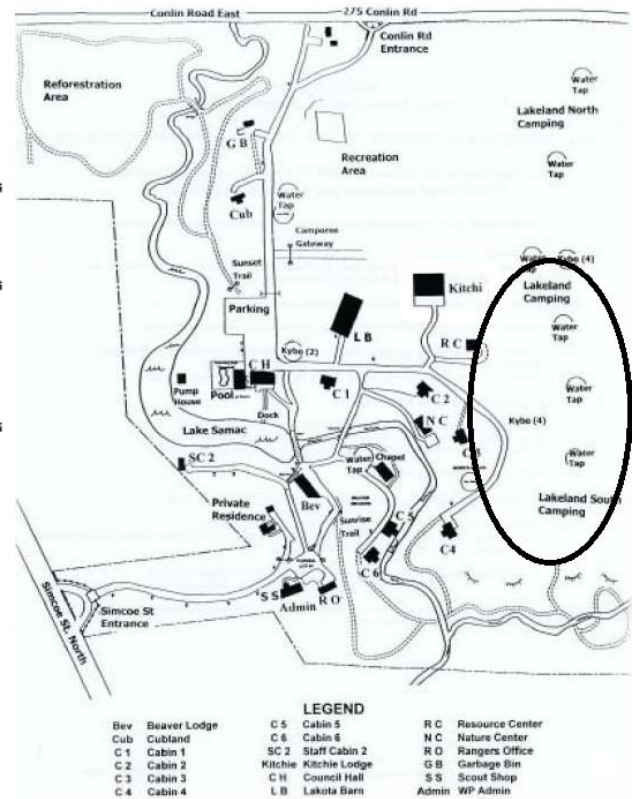 Conlin Road East
275 Conlin Rd
Conlin Rd
Entrance
Reforestration
Area
Water
Tap
Lakeland North
Camping
G B
Recreation
Area
Water
Tap
Water
Tap
Cub
Camporee
Gateway
Sunset
Trail
Water
Kybo (4)
Lakeland
Camping
Kitchi
Parking
Water
Tap
L B
R C
Kybo (2)
C H
Pump
House
Pool
C 1
C 2
Water
Tap
Dock
N C
Kybo (4)
Lake Samac
C 3
SC 2
Water
Tap
Chapel
Water
Tap
Lakeland South
Camping
Private
Residence
Bev
Sunrise
Trail
C 5
C4
C 6
Simcoe St. North
Simcoe St
Entrance
S S
Admin
R O
LEGEND
Bev Beaver Lodge
Cub Cubland
C 1 Cabin 1
C 2 Cabin 2
C 3 Cabin 3
C 4 Cabin 4
C 5 Cabin 5
C 6 Cabin 6
SC 2 Staff Cabin 2
Kitchie Kitchie Lodge
C H Council Hall
L B Lakota Barn
R C Resource Center
N C Nature Center
R O Rangers Office
G B Garbage Bin
S S Scout Shop
Admin WP Admin